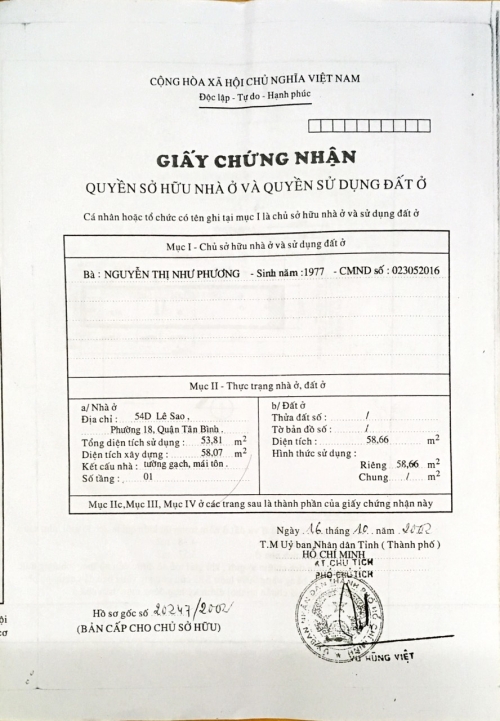 CỘNG HÒA XÃ HỘI CHỦ NGHĨA VIỆT NAM
Độc lập - Tự do - Hạnh phúc
GIẤY CHỨNG NHẬN
QUYỀN SỞ HỮU NHÀ Ở VÀ QUYỀN SỬ DỤNG ĐẤT Ở
Cá nhân hoặc tổ chức có tên ghi tại mục I là chủ sở hữu nhà ở và sử dụng đất ở
Mục I - Chủ sở hữu nhà ở và sử dụng đất ở
Bà : NGUYỄN THỊ NHƯ PHƯƠNG - Sinh năm :1977 - CMND số : 023052016
Mục II - Thực trạng nhà ở, đất ở
a/ Nhà ở
Địa chỉ : 54D Lê Sao ,
Phường 18, Quận Tân Bình .
Tổng diện tích sử dụng : 53,81 m2
Diện tích xây dựng : 58,07 m2
Kết cấu nhà : tường gạch, mái tôn .
Số tầng : 01
b/ Đất ở
Thửa đất số : /
Tờ bản đồ số : /
Diện tích : 58,66 m2
Hình thức sử dụng :
Riêng 58,66 m2
Chung / m2
Mục IIc,Mục III, Mục IV ở các trang sau là thành phần của giấy chứng nhận này
Ngày 16 tháng 10 năm 2002
T.M Uỷ ban Nhân dân Tỉnh ( Thành phố )
HỒ CHÍ MINH
KT CHỦ TỊCH
PHÓ CHỦ TỊCH
Hồ sơ gốc số 20247/2002
(BẢN CẤP CHO CHỦ SỞ HỮU)
VŨ HÙNG VIỆT